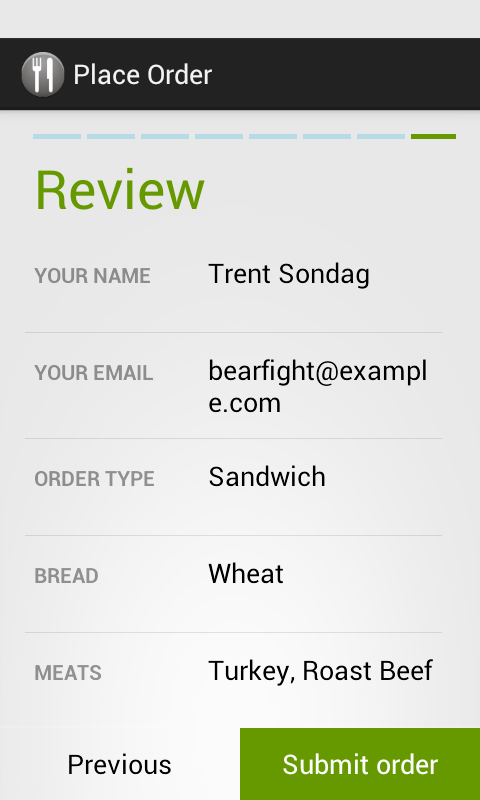 Place Order
Review
YOUR NAME Trent Sondag
YOUR EMAIL bearfight@exampl
e.com
ORDER TYPE Sandwich
BREAD Wheat
MEATS Turkey, Roast Beef
Previous Submit order